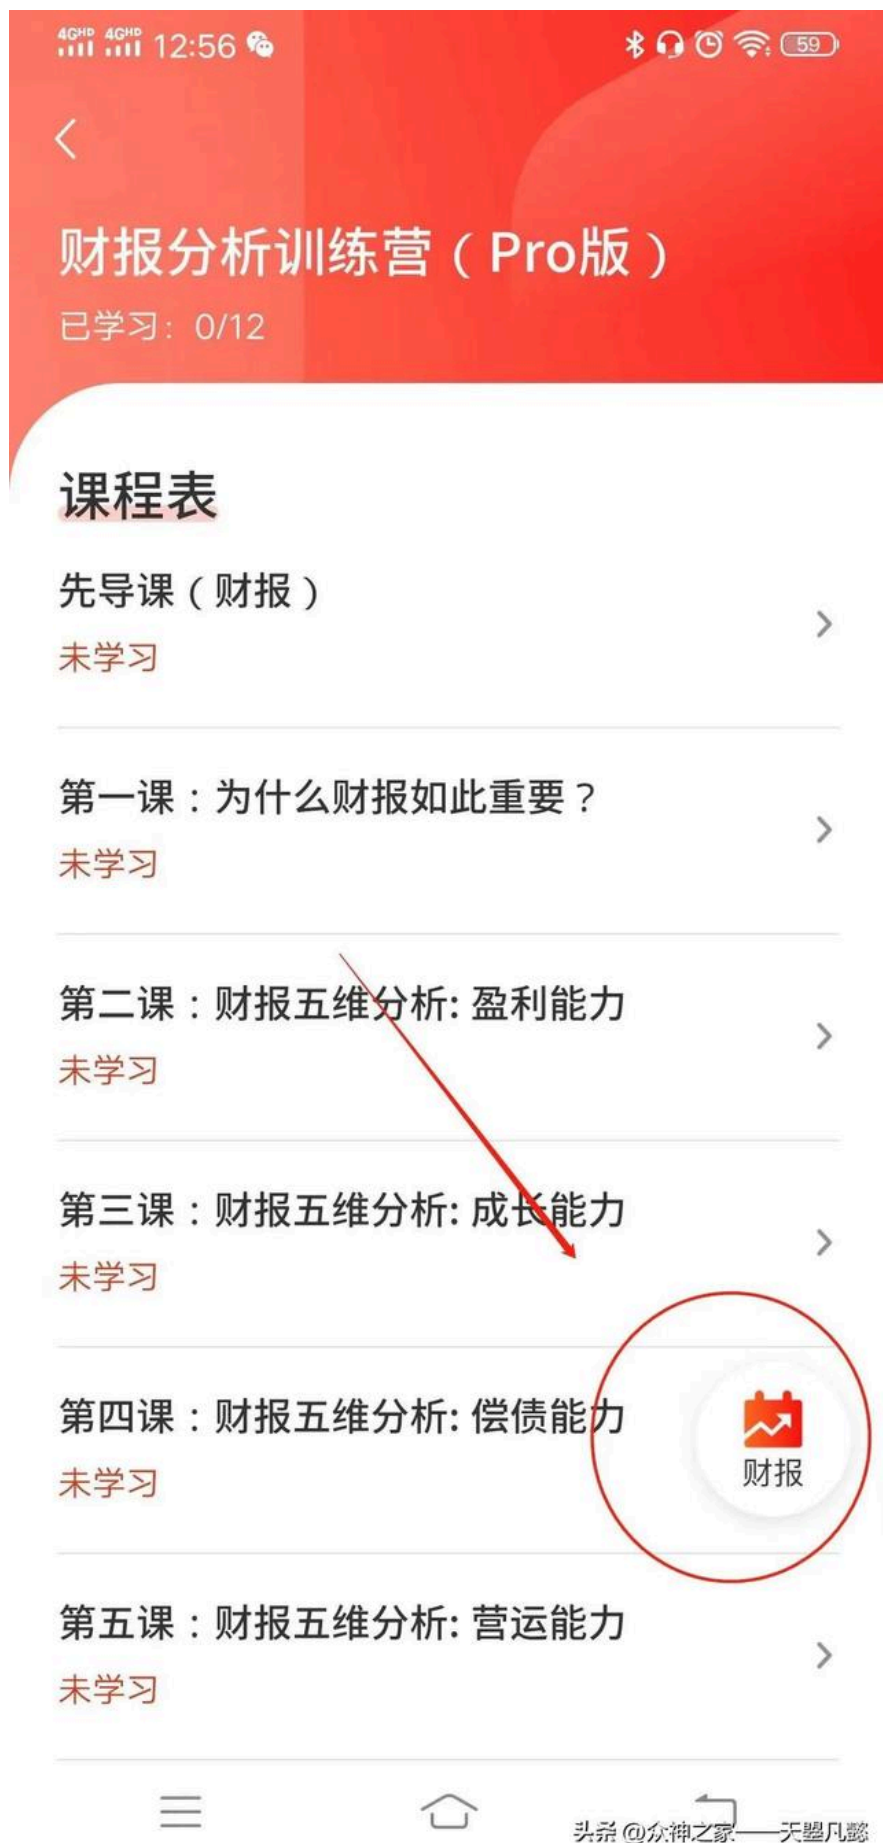 4GHD 4GHD 12:56 59
财报分析训练营（Pro版）
已学习：0/12
课程表
先导课（财报）
未学习
第一课：为什么财报如此重要？
未学习
第二课：财报五维分析: 盈利能力
未学习
第三课：财报五维分析: 成长能力
未学习
第四课：财报五维分析: 偿债能力
未学习
财报
第五课：财报五维分析: 营运能力
未学习
头条 @众神之家——天曌凡懿